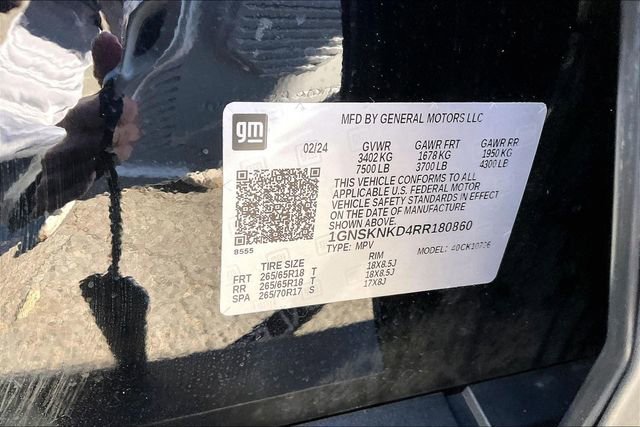 gm
MFD BY GENERAL MOTORS LLC
02/24 GVWR GAWR FRT GAWR RR
3402 KG 1678 KG 1950 KG
7500 LB 3700 LB 4300 LB
THIS VEHICLE CONFORMS TO ALL
APPLICABLE U.S. FEDERAL MOTOR
VEHICLE SAFETY STANDARDS IN EFFECT
ON THE DATE OF MANUFACTURE
SHOWN ABOVE.
8555
1GNSKNKD4RR180860
TYPE: MPV MODEL:
TIRE SIZE RIM
FRT 265/65R18 T 18X8.5J
RR 265/65R18 T 18X8.5J
SPA 265/70R17 S 17X8J